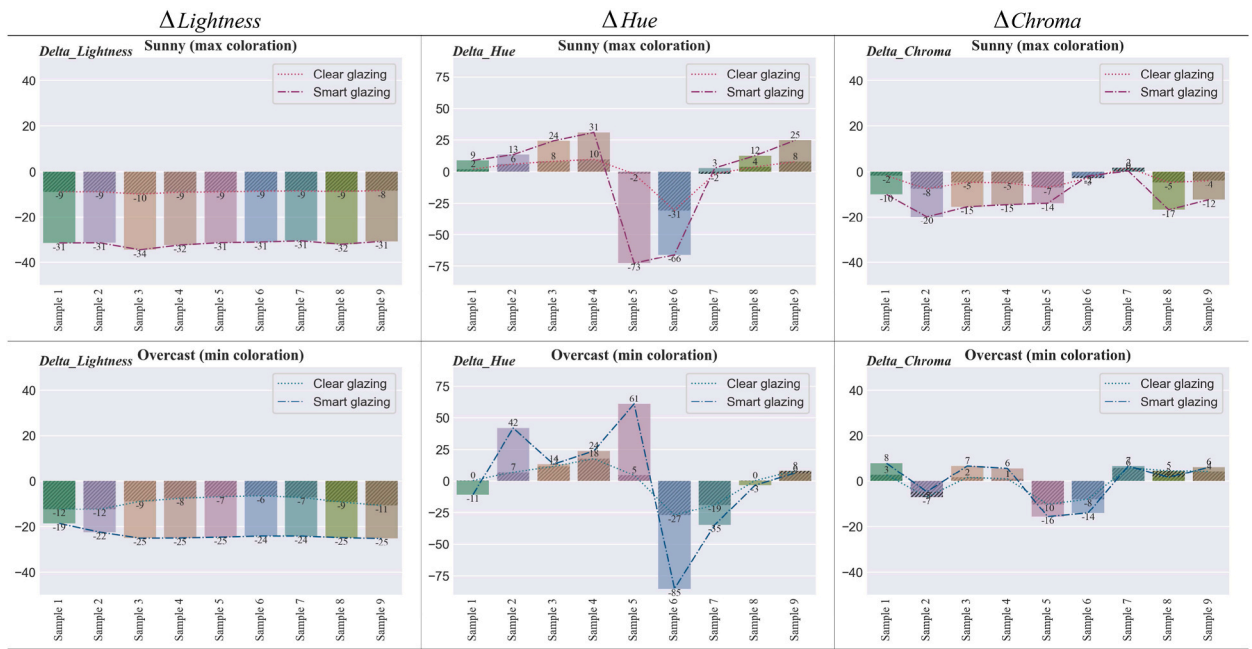 Δ Lightness
Δ Hue
Δ Chroma
Delta_Lightness Sunny (max coloration)
40
20
0
−20
−40
Clear glazing
Smart glazing
-9 -9 -10 -9 -9 -9 -9 -9 -8
-31 -31 -34 -32 -31 -31 -31 -32 -31
Sample 1 Sample 2 Sample 3 Sample 4 Sample 5 Sample 6 Sample 7 Sample 8 Sample 9
Delta_Hue Sunny (max coloration)
75
50
25
0
−25
−50
−75
Clear glazing
Smart glazing
9 13 24 31 -73 -66 3 12 25
2 6 8 10 -2 -31 -2 4 8
Sample 1 Sample 2 Sample 3 Sample 4 Sample 5 Sample 6 Sample 7 Sample 8 Sample 9
Delta_Chroma Sunny (max coloration)
40
20
0
−20
−40
Clear glazing
Smart glazing
-2 -8 -5 -5 -7 -5 -4
-10 -20 -15 -15 -14 -17 -12
Sample 1 Sample 2 Sample 3 Sample 4 Sample 5 Sample 6 Sample 7 Sample 8 Sample 9
Delta_Lightness Overcast (min coloration)
40
20
0
−20
−40
Clear glazing
Smart glazing
-12 -12 -9 -8 -7 -6 -7 -9 -11
-19 -22 -25 -25 -25 -24 -24 -25 -25
Sample 1 Sample 2 Sample 3 Sample 4 Sample 5 Sample 6 Sample 7 Sample 8 Sample 9
Delta_Hue Overcast (min coloration)
75
50
25
0
−25
−50
−75
Clear glazing
Smart glazing
0 7 18 5 -27 -19 0 8
-11 42 24 61 -85 -35 -3
Sample 1 Sample 2 Sample 3 Sample 4 Sample 5 Sample 6 Sample 7 Sample 8 Sample 9
Delta_Chroma Overcast (min coloration)
40
20
0
−20
−40
Clear glazing
Smart glazing
8 -7 7 6 -16 -14 7 5 6
3 2 1 -10 -8 4
Sample 1 Sample 2 Sample 3 Sample 4 Sample 5 Sample 6 Sample 7 Sample 8 Sample 9